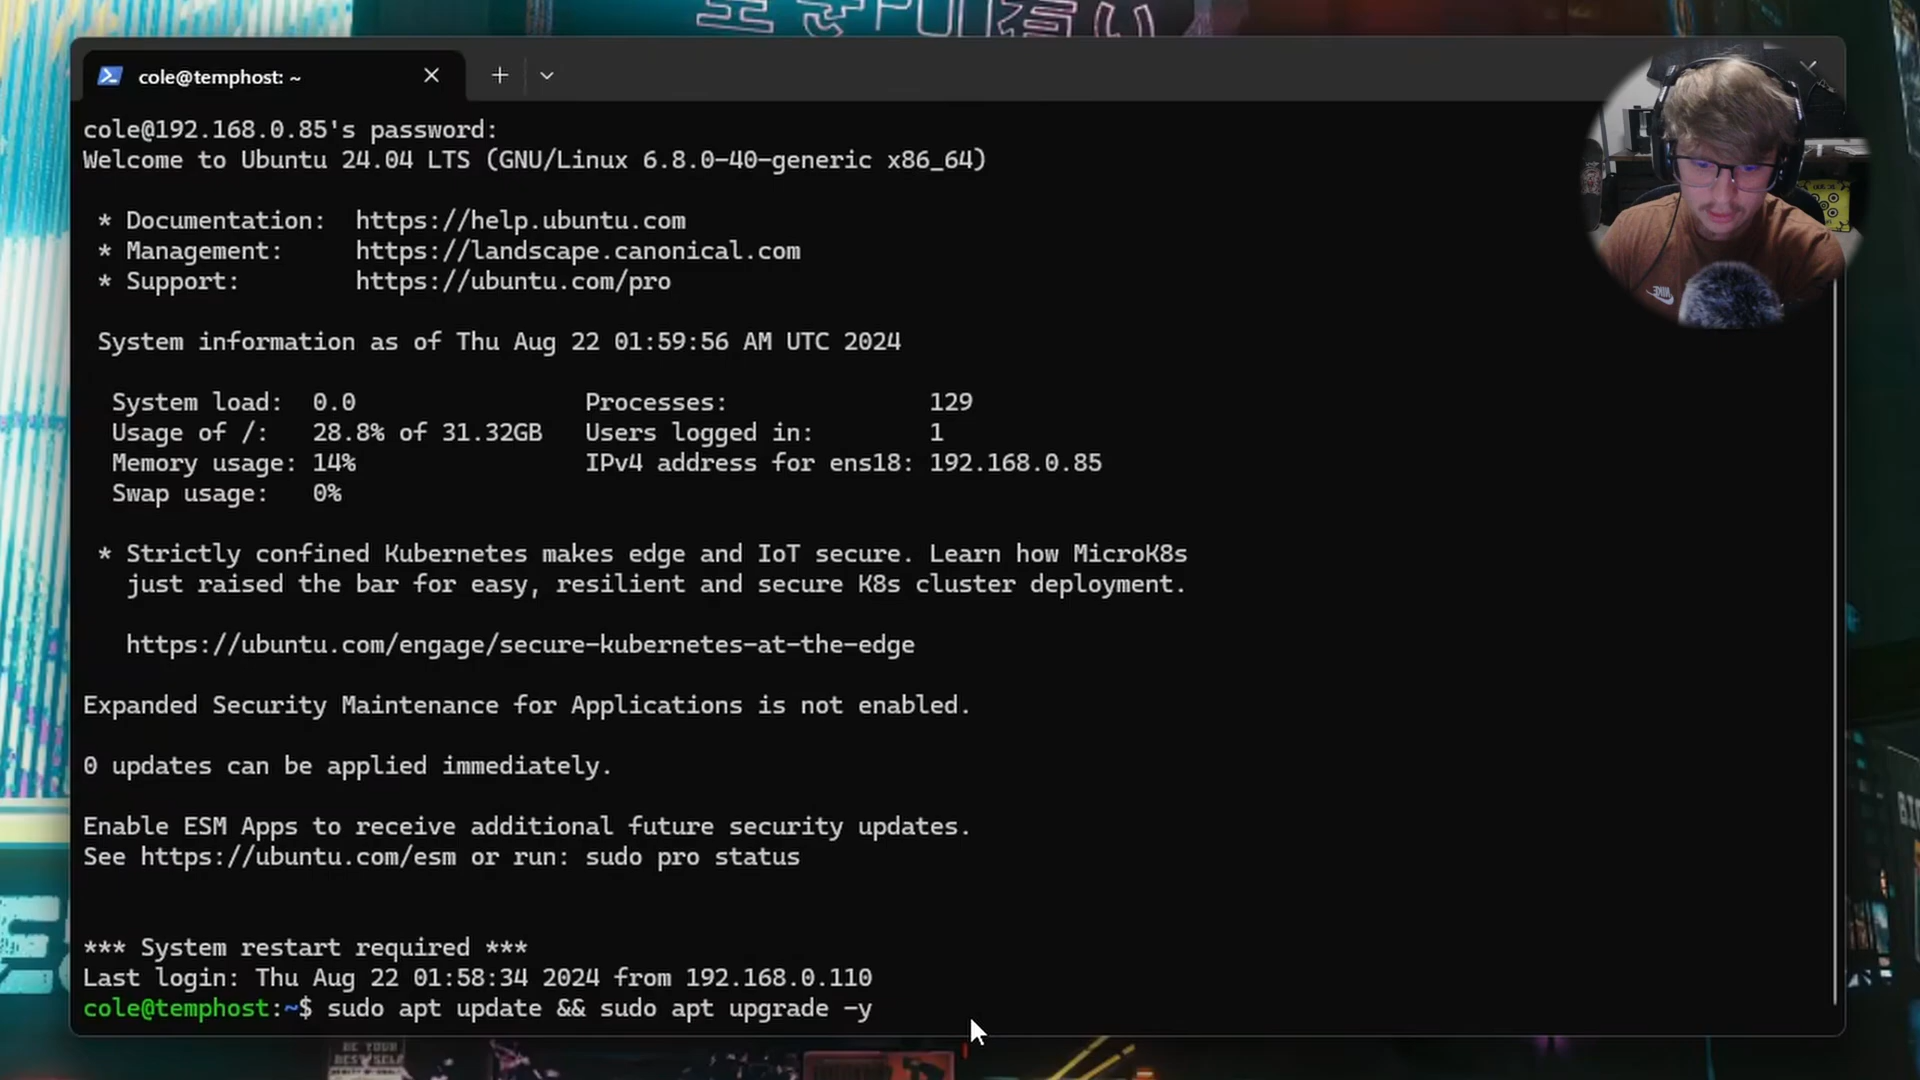 cole@temphost: ~
cole@192.168.0.85's password:
Welcome to Ubuntu 24.04 LTS (GNU/Linux 6.8.0-40-generic x86_64)
* Documentation: https://help.ubuntu.com
* Management: https://landscape.canonical.com
* Support: https://ubuntu.com/pro
System information as of Thu Aug 22 01:59:56 AM UTC 2024
System load: 0.0 Processes: 129
Usage of /: 28.8% of 31.32GB Users logged in: 1
Memory usage: 14% IPv4 address for ens18: 192.168.0.85
Swap usage: 0%
* Strictly confined Kubernetes makes edge and IoT secure. Learn how MicroK8s
just raised the bar for easy, resilient and secure K8s cluster deployment.
https://ubuntu.com/engage/secure-kubernetes-at-the-edge
Expanded Security Maintenance for Applications is not enabled.
0 updates can be applied immediately.
Enable ESM Apps to receive additional future security updates.
See https://ubuntu.com/esm or run: sudo pro status
*** System restart required ***
Last login: Thu Aug 22 01:58:34 2024 from 192.168.0.110
cole@temphost:~$ sudo apt update && sudo apt upgrade -y
BE YOUR
BEST SELF